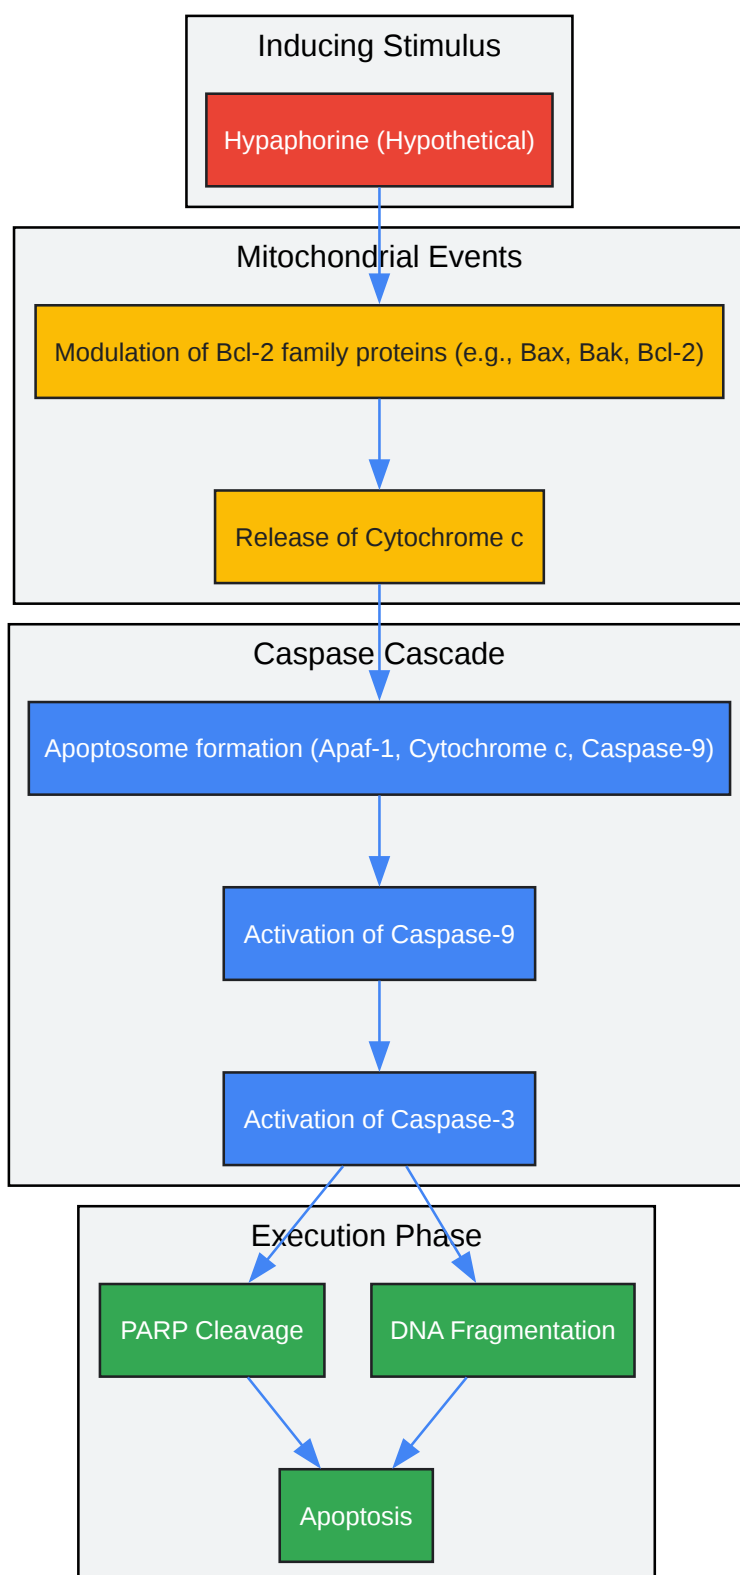 Inducing Stimulus
Hypaphorine (Hypothetical)
Mitochondrial Events
Modulation of Bcl-2 family proteins (e.g., Bax, Bak, Bcl-2)
Release of Cytochrome c
Caspase Cascade
Apoptosome formation (Apaf-1, Cytochrome c, Caspase-9)
Activation of Caspase-9
Activation of Caspase-3
Execution Phase
PARP Cleavage
DNA Fragmentation
Apoptosis